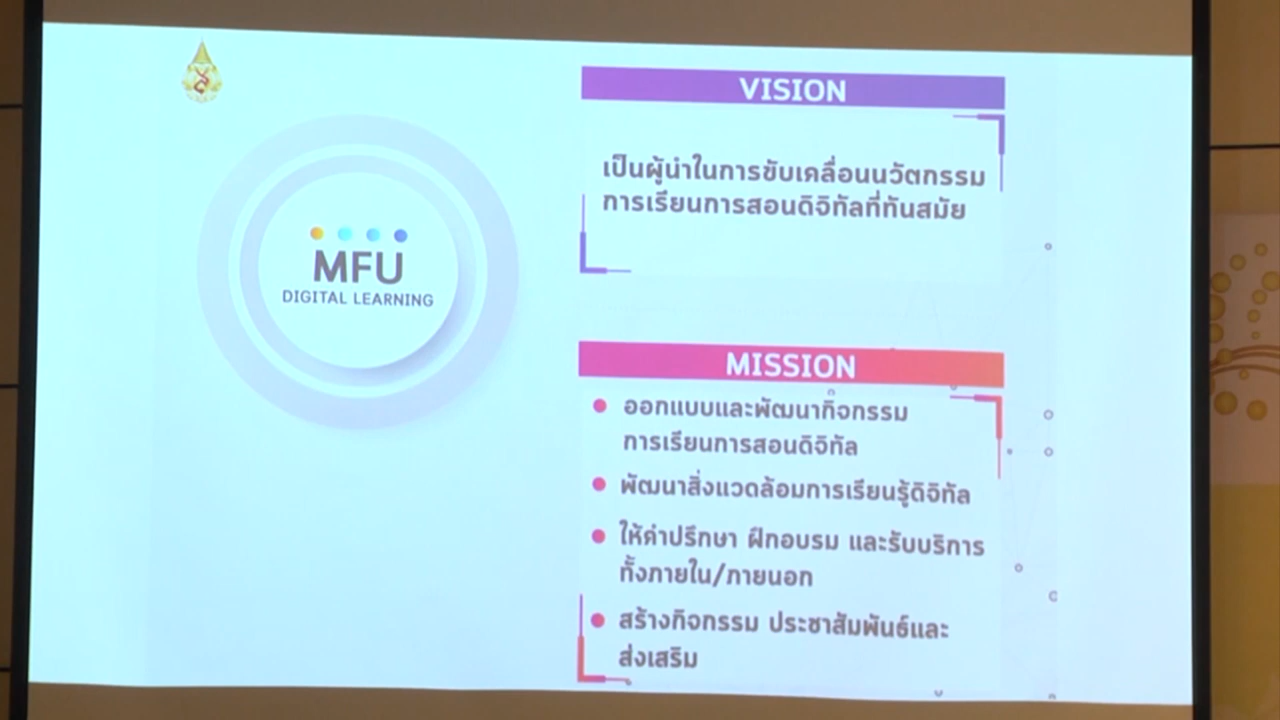 MFU
DIGITAL LEARNING
VISION
เป็นผู้นำในการขับเคลื่อนนวัตกรรม
การเรียนการสอนดิจิทัลที่ทันสมัย
MISSION
ออกแบบและพัฒนากิจกรรม
การเรียนการสอนดิจิทัล
พัฒนาสิ่งแวดล้อมการเรียนรู้ดิจิทัล
ให้คำปรึกษา ฝึกอบรม และรับบริการ
ทั้งภายใน/ภายนอก
สร้างกิจกรรม ประชาสัมพันธ์และ
ส่งเสริม